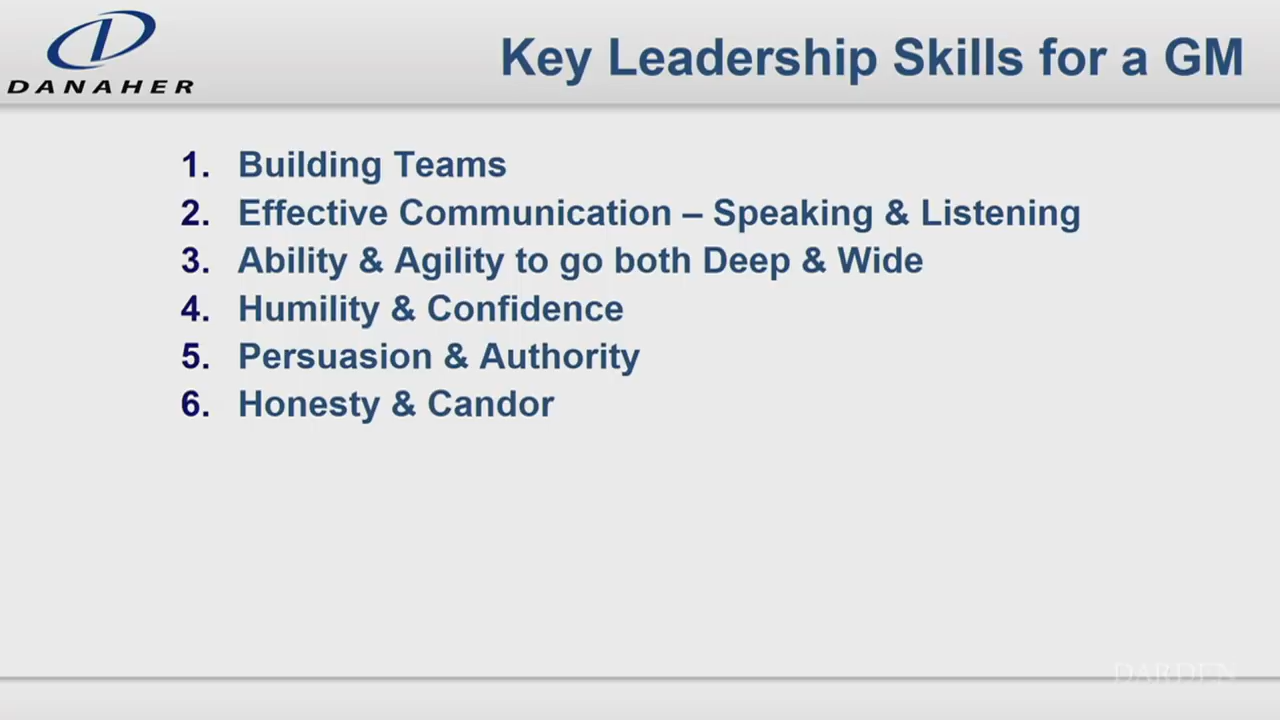 DANAHER
Key Leadership Skills for a GM
1. Building Teams
2. Effective Communication – Speaking & Listening
3. Ability & Agility to go both Deep & Wide
4. Humility & Confidence
5. Persuasion & Authority
6. Honesty & Candor
DARDEN